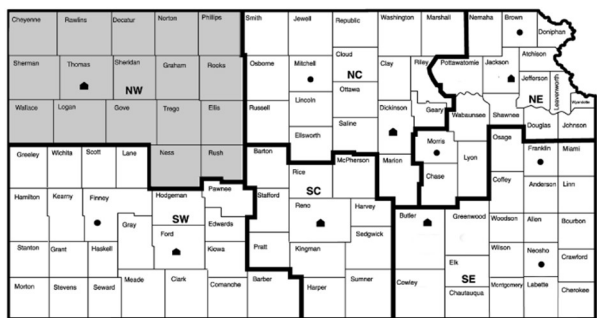 Cheyenne Rawlins Decatur Norton Phillips Smith Jewell Republic Washington Marshall Nemaha Brown Doniphan
Sherman Thomas Sheridan Graham Rooks Osborne Mitchell Cloud Clay Riley Pottawatomie Jackson Atchison
NW NC NE
Jefferson Leavenworth Wyandotte
Wallace Logan Gove Trego Ellis Russell Lincoln Ottawa Dickinson Geary Wabaunsee Shawnee Douglas Johnson
Ellsworth Saline Morris Osage Franklin Miami
Greeley Wichita Scott Lane Ness Rush Barton McPherson Marion Chase Lyon
Rice
SC
Hamilton Kearny Finney Hodgeman Pawnee Stafford Reno Harvey Coffey Anderson Linn
SW
Gray Ford Edwards Sedgwick Butler Greenwood Woodson Allen Bourbon
Stanton Grant Haskell Kiowa Pratt Kingman Elk Wilson Neosho Crawford
SE
Morton Stevens Seward Meade Clark Comanche Barber Harper Sumner Cowley Chautauqua Montgomery Labette Cherokee